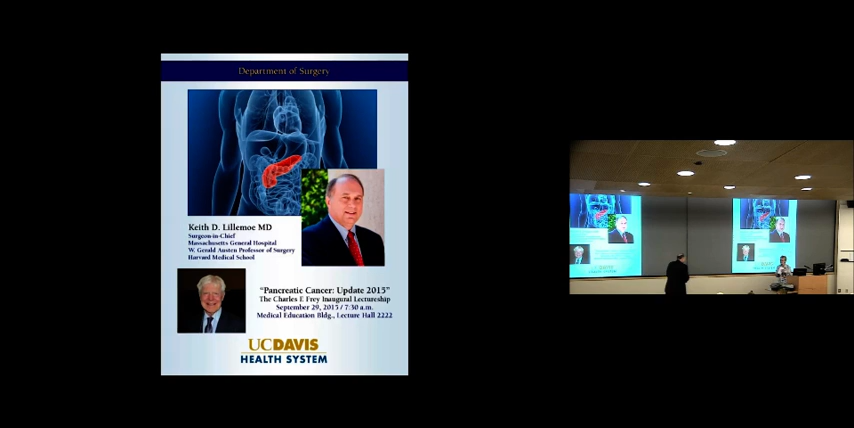 Department of Surgery
Keith D. Lillemoe MD
Surgeon-in-Chief
Massachusetts General Hospital
W. Gerald Austen Professor of Surgery
Harvard Medical School
"Pancreatic Cancer: Update 2015"
The Charles F. Frey Inaugural Lectureship
September 29, 2015 / 7:30 a.m.
Medical Education Bldg., Lecture Hall 2222
UCDAVIS
HEALTH SYSTEM